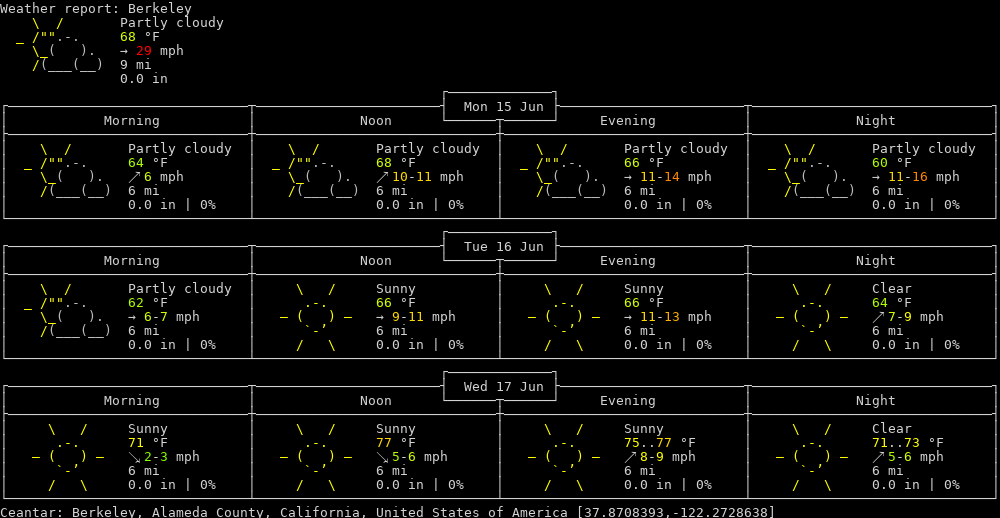 Weather report: Berkeley
Partly cloudy
68 °F
→ 29 mph
9 mi
0.0 in
Mon 15 Jun
Morning Noon Evening Night
Partly cloudy Partly cloudy Partly cloudy Partly cloudy
64 °F 68 °F 66 °F 60 °F
↗ 6 mph ↗ 10-11 mph → 11-14 mph → 11-16 mph
6 mi 6 mi 6 mi 6 mi
0.0 in | 0% 0.0 in | 0% 0.0 in | 0% 0.0 in | 0%
Tue 16 Jun
Morning Noon Evening Night
Partly cloudy Sunny Sunny Clear
62 °F 66 °F 66 °F 64 °F
→ 6-7 mph → 9-11 mph → 11-13 mph ↗ 7-9 mph
6 mi 6 mi 6 mi 6 mi
0.0 in | 0% 0.0 in | 0% 0.0 in | 0% 0.0 in | 0%
Wed 17 Jun
Morning Noon Evening Night
Sunny Sunny Sunny Clear
71 °F 77 °F 75..77 °F 71..73 °F
↘ 2-3 mph ↘ 5-6 mph ↗ 8-9 mph ↗ 5-6 mph
6 mi 6 mi 6 mi 6 mi
0.0 in | 0% 0.0 in | 0% 0.0 in | 0% 0.0 in | 0%
Ceantar: Berkeley, Alameda County, California, United States of America [37.8708393,-122.2728638]